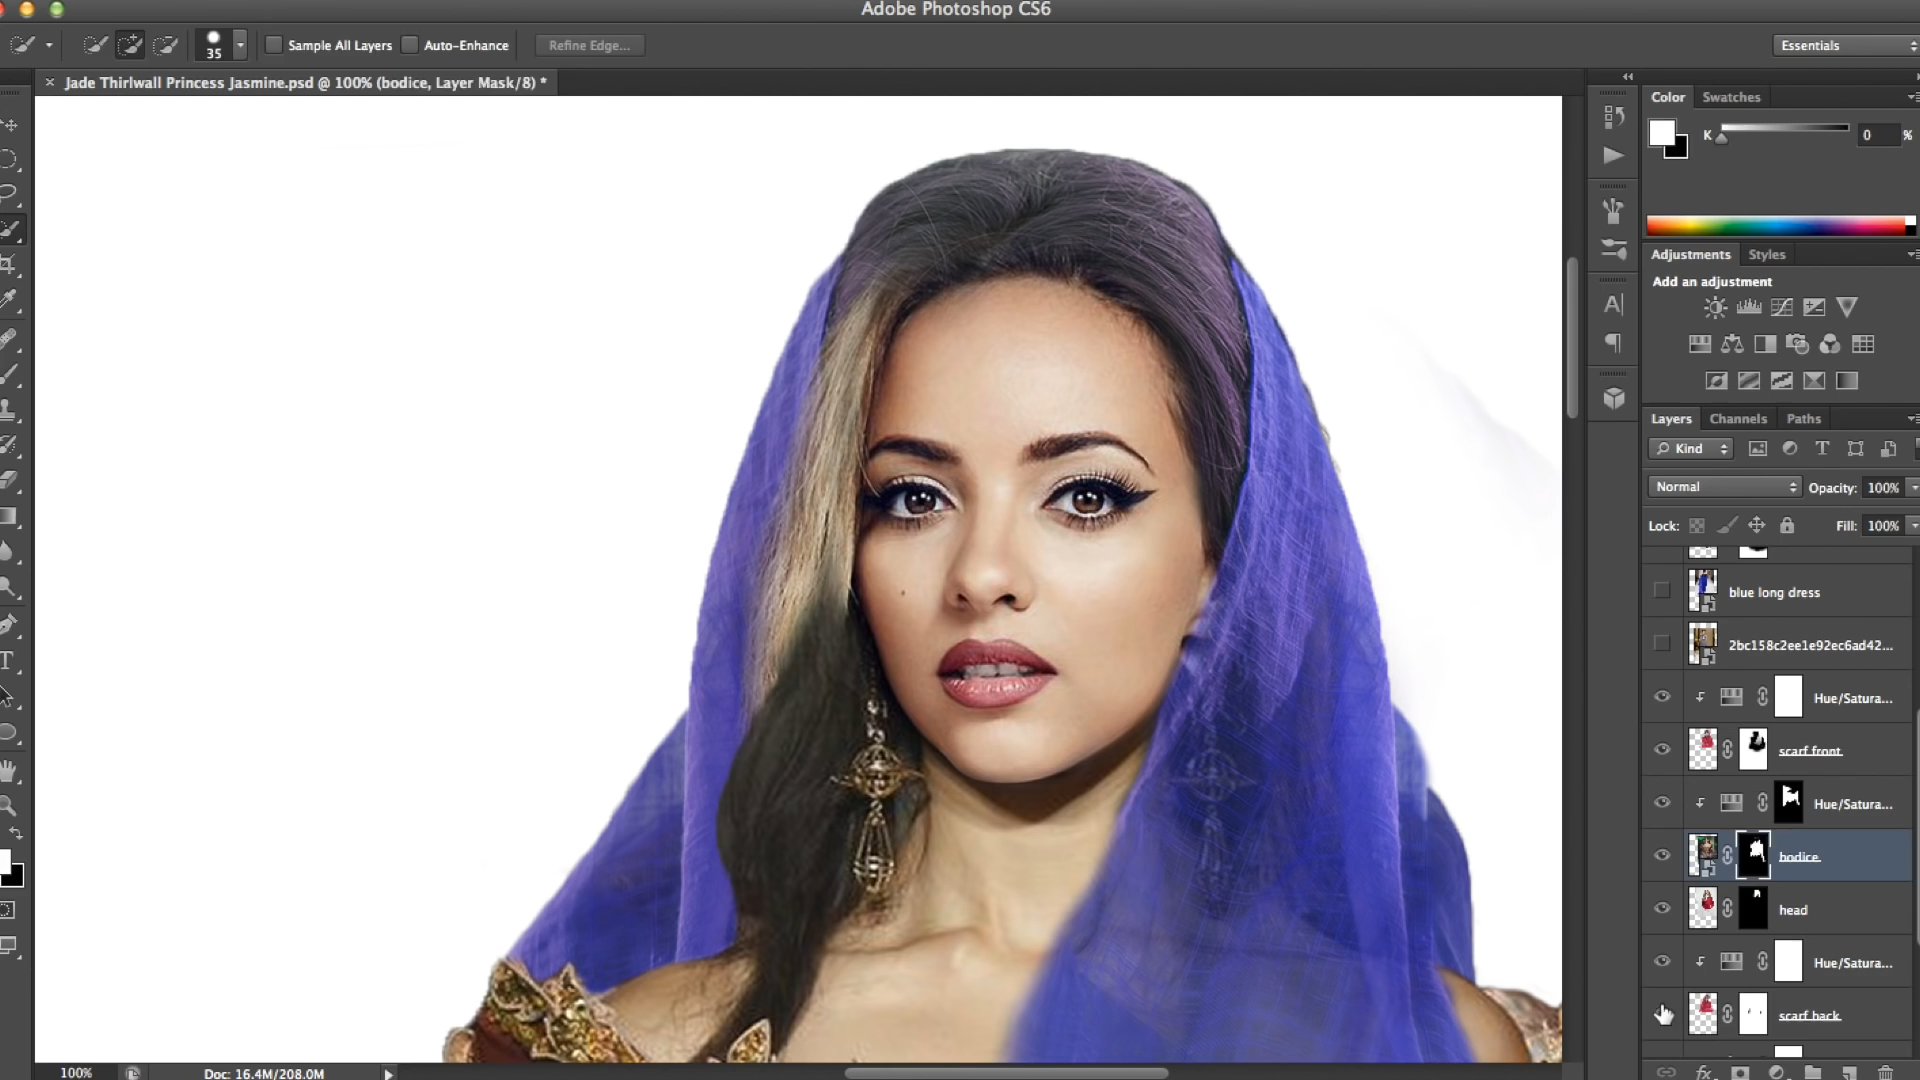 Adobe Photoshop CS6
35
Sample All Layers
Auto-Enhance
Refine Edge...
Essentials
× Jade Thirlwall Princess Jasmine.psd @ 100% (bodice, Layer Mask/8) *
Color Swatches
K 0 %
Adjustments Styles
Add an adjustment
Layers Channels Paths
Kind
Normal Opacity: 100%
Lock: Fill: 100%
blue long dress
2bc158c2ee1e92ec6ad42...
Hue/Satura...
scarf front
Hue/Satura...
bodice
head
Hue/Satura...
scarf back
fx
100% Doc: 16.4M/208.0M